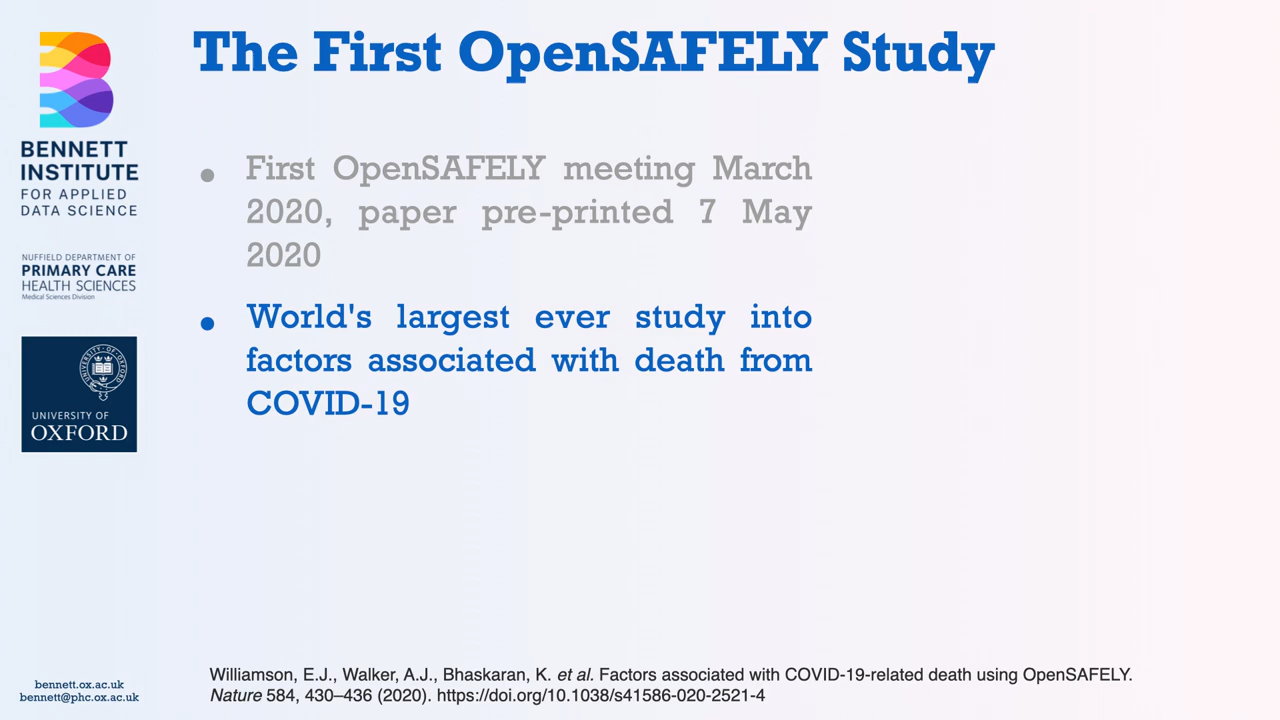 The First OpenSAFELY Study
BENNETT
INSTITUTE
FOR APPLIED
DATA SCIENCE
NUFFIELD DEPARTMENT OF
PRIMARY CARE
HEALTH SCIENCES
Medical Sciences Division
UNIVERSITY OF
OXFORD
• First OpenSAFELY meeting March
2020, paper pre-printed 7 May
2020
• World's largest ever study into
factors associated with death from
COVID-19
Williamson, E.J., Walker, A.J., Bhaskaran, K. et al. Factors associated with COVID-19-related death using OpenSAFELY.
Nature 584, 430–436 (2020). https://doi.org/10.1038/s41586-020-2521-4
bennett.ox.ac.uk
bennett@phc.ox.ac.uk